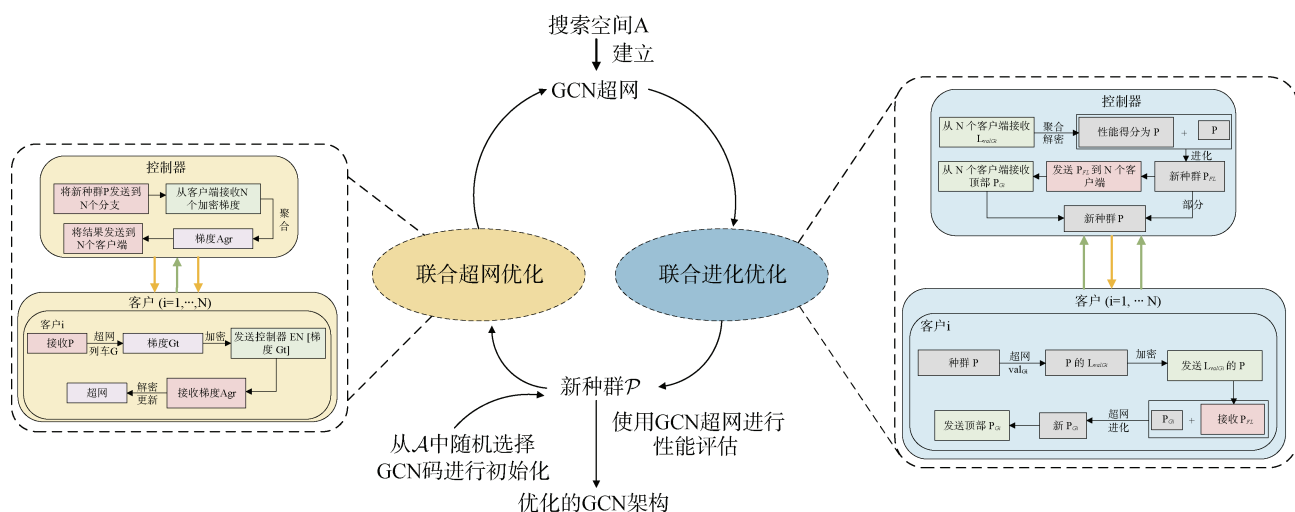 搜索空间A
建立
GCN超网
控制器
将新种群P发送到
N个分支
从客户端接收N
个加密梯度
聚
合
将结果发送到
N个客户端
梯度Agr
客户 (i=1,···,N)
客户i
接收P
超网
列车G
梯度Gt
加密
发送控制器 EN [梯
度 Gt]
超网
解密
更新
接收梯度Agr
联合超网优化
联合进化优化
新种群𝒫
从𝒜中随机选择
GCN码进行初始化
使用GCN超网进行
性能评估
优化的GCN架构
控制器
从 N 个客户端接收
LvalGi
聚合
解密
性能得分为 P
+
P
进化
从 N 个客户端接收
顶部 PGi
发送 PFL 到 N 个客
户端
新种群 PFL
部分
新种群 P
客户 (i=1, ··· N)
客户i
种群 P
超网
valGi
P 的 LvalGi
加密
发送 LvalGi 的 P
发送顶部 PGi
新 PGi
超网
进化
PGi
+
接收 PFL